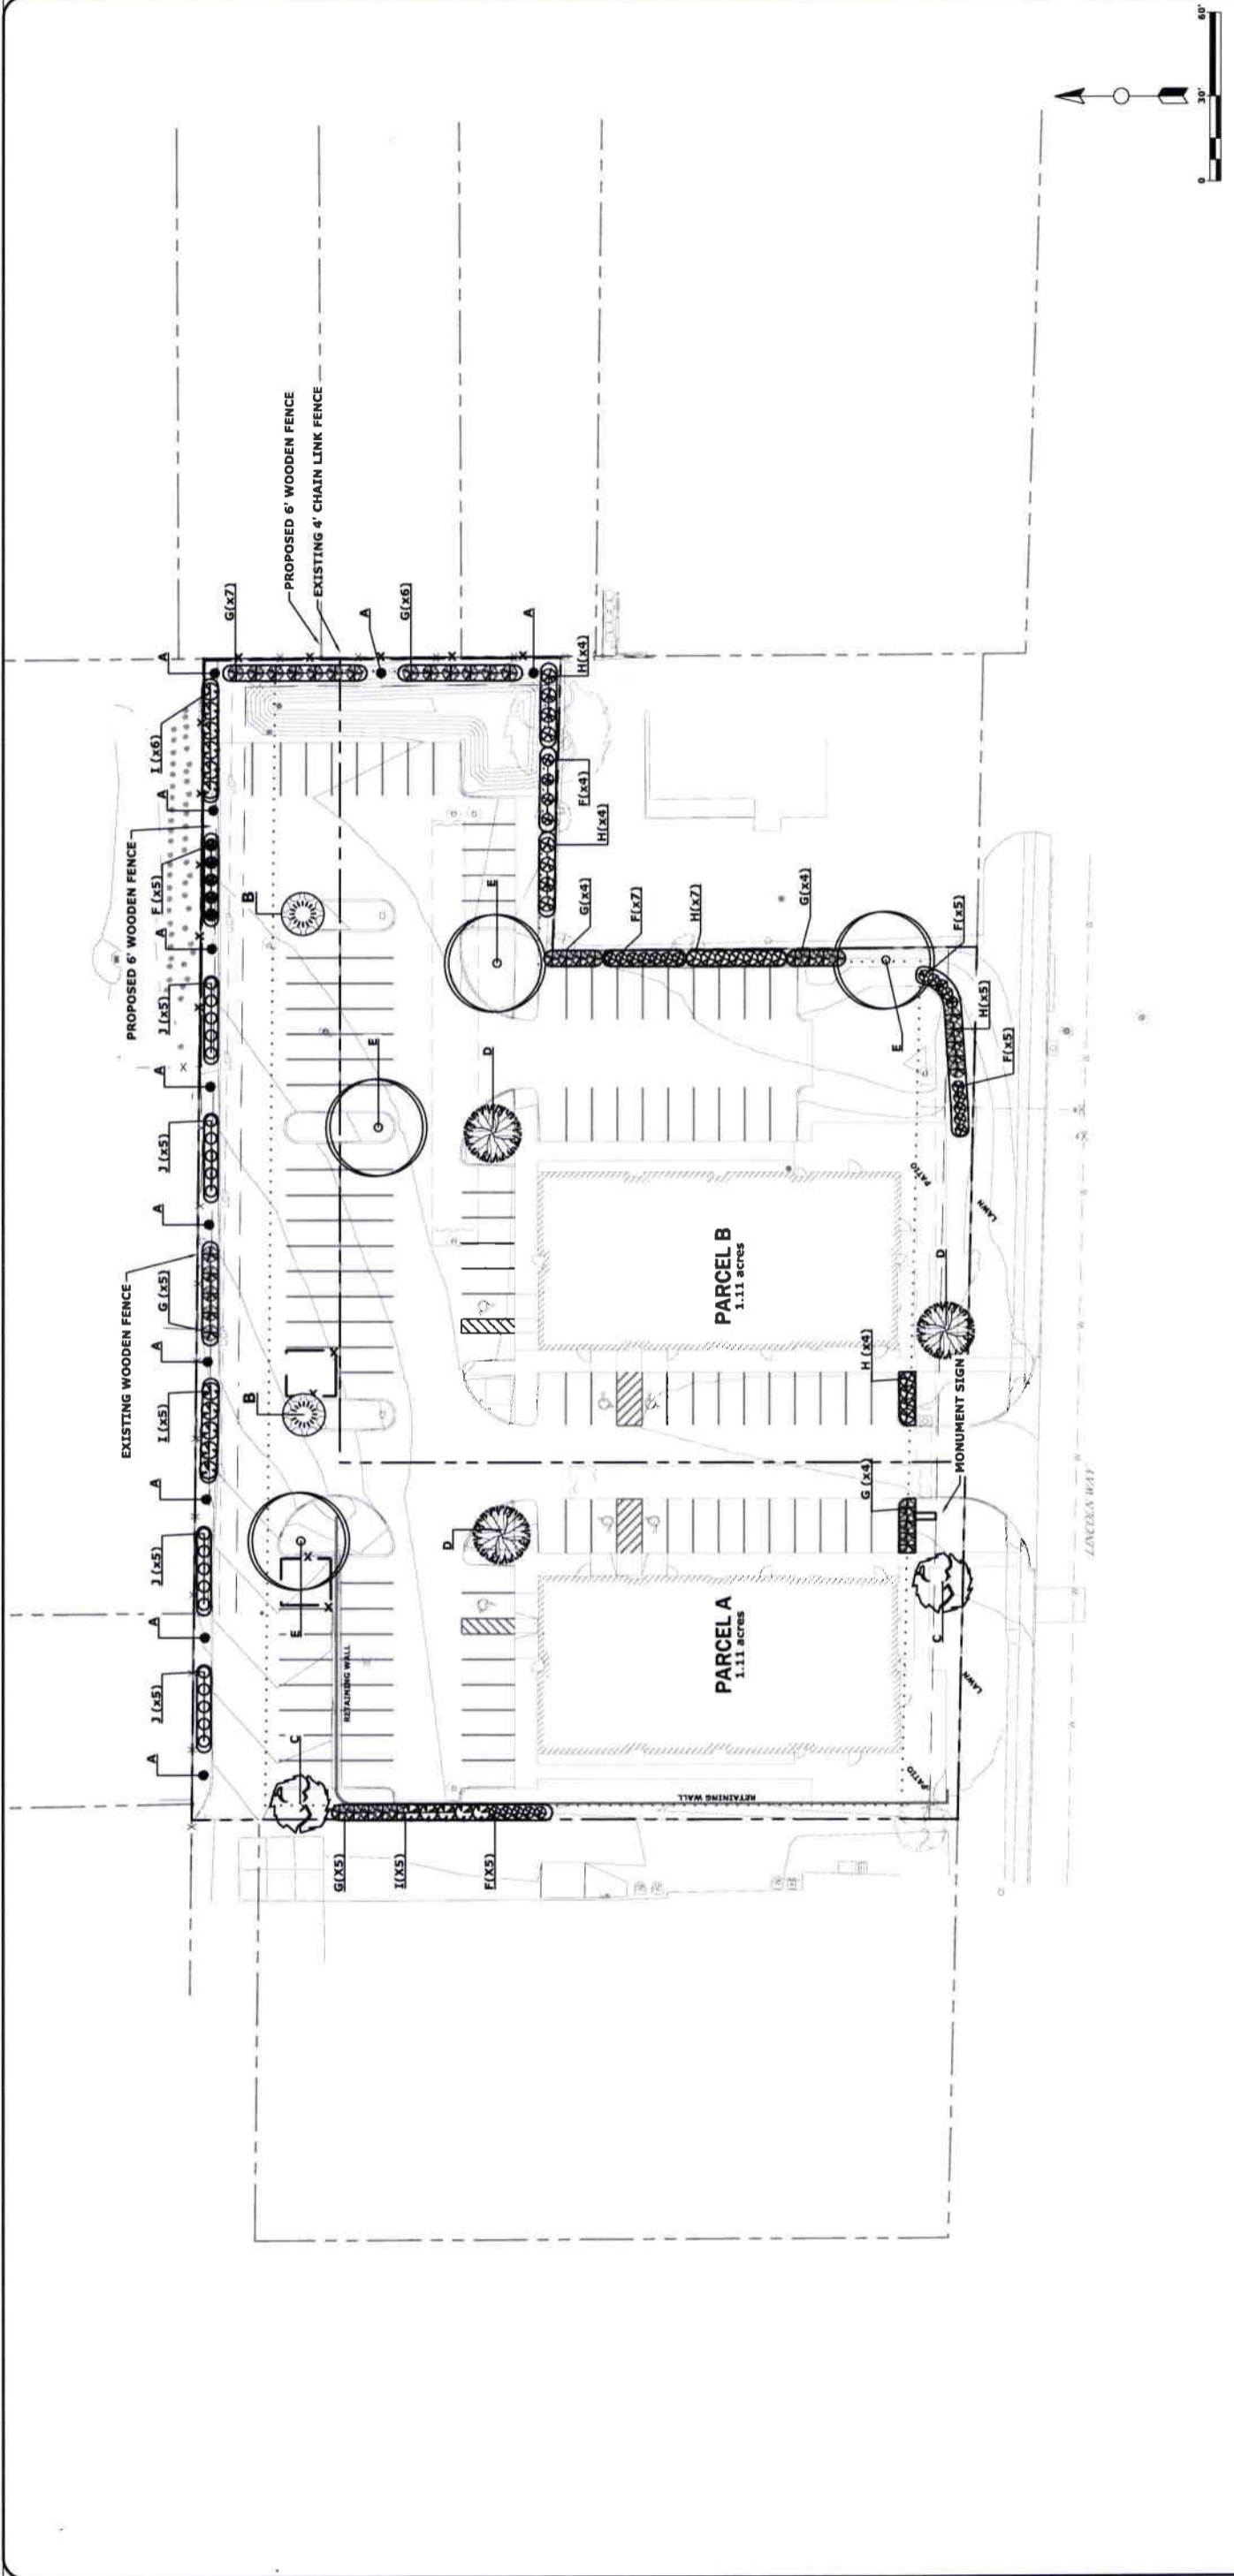 EXISTING WOODEN FENCE
PROPOSED 6' WOODEN FENCE
A
J (x5)
A
J (x5)
A
I (x5)
A
G (x5)
A
J (x5)
A
J (x5)
A
F (x5)
A
I (x6)
A
G(x7)
PROPOSED 6' WOODEN FENCE
EXISTING 4' CHAIN LINK FENCE
A
G(x6)
A
H(x4)
F(x4)
H(x4)
C
E
B
B
E
E
D
D
RETAINING WALL
G(X5)
I(X5)
F(X5)
G(x4)
F(x7)
H(x7)
G(x4)
E
F(x5)
H(x5)
F(x5)
PARCEL A
1.11 acres
PARCEL B
1.11 acres
RETAINING WALL
PATIO
LAWN
C
G (x4)
H (x4)
MONUMENT SIGN
D
PATIO
LAWN
LINCOLN WAY
0
30'
60'